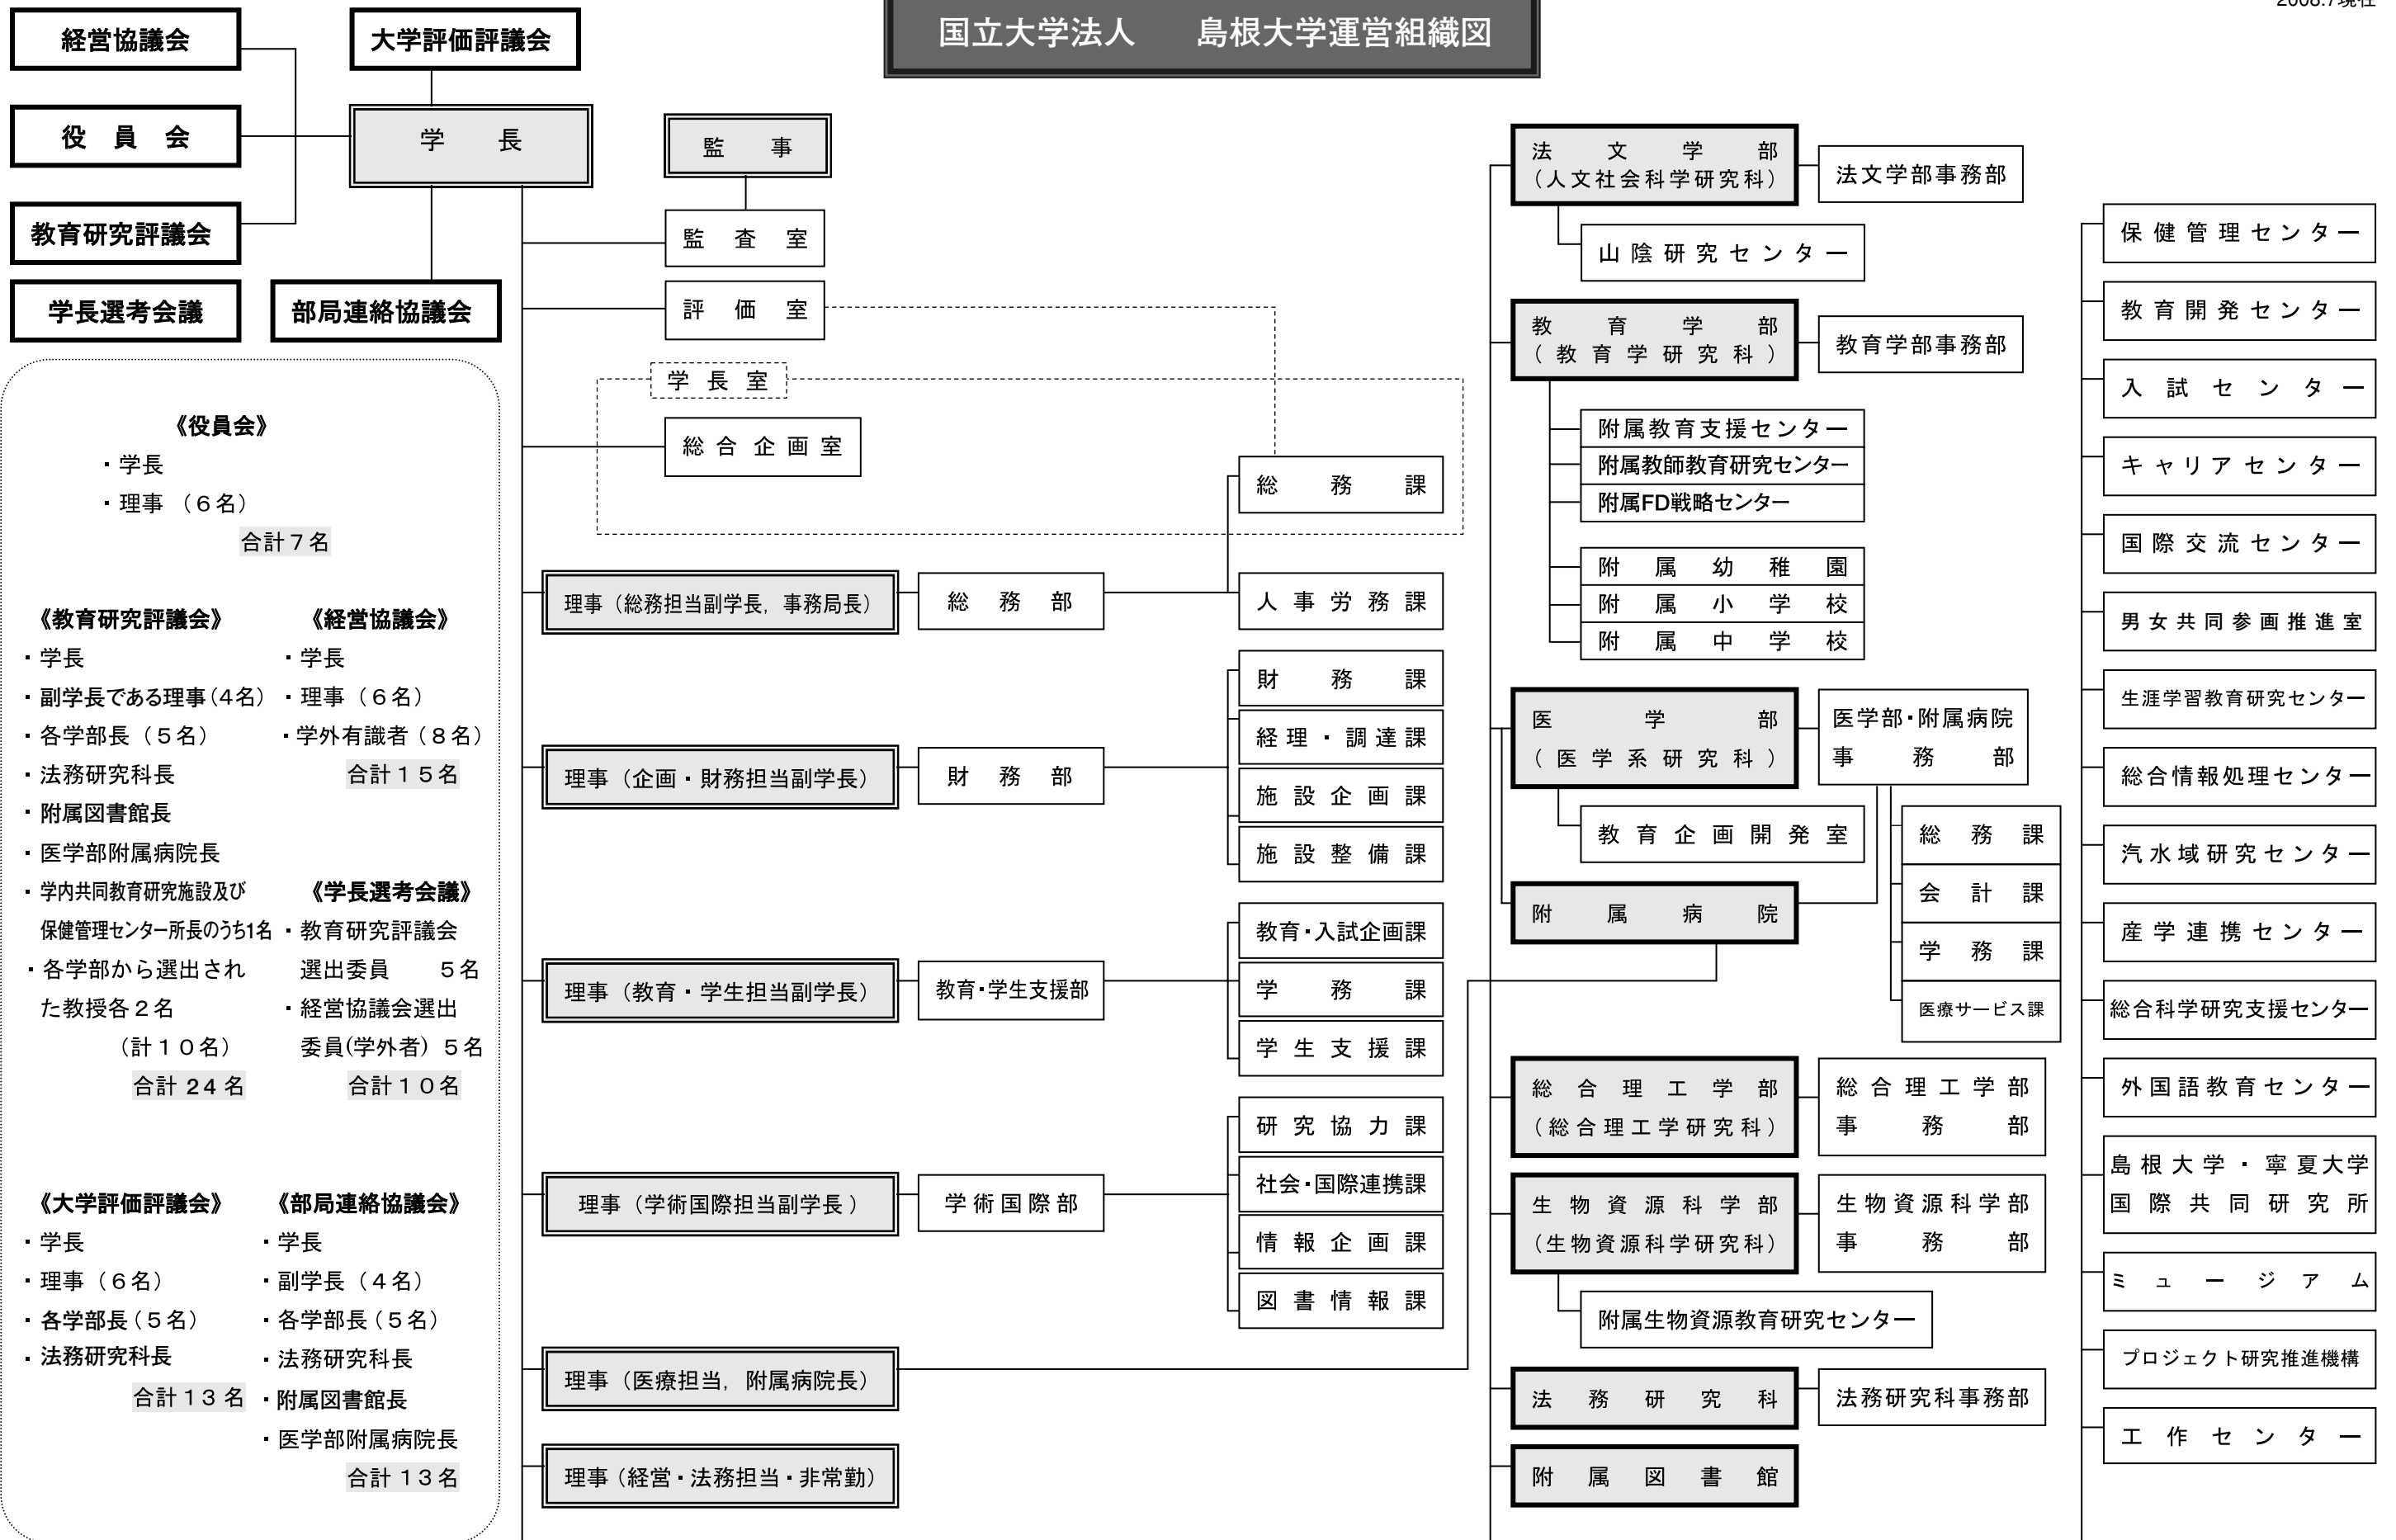 2008.7現在
国立大学法人　島根大学運営組織図
経営協議会
大学評価評議会
役員会
学長
監事
教育研究評議会
監査室
学長選考会議
部局連絡協議会
評価室
学長室
総合企画室
《役員会》
・学長
・理事（６名）
合計７名
《教育研究評議会》
・学長
・副学長である理事（４名）
・各学部長（５名）
・法務研究科長
・附属図書館長
・医学部附属病院長
・学内共同教育研究施設及び
保健管理センター所長のうち1名
・各学部から選出され
た教授各２名
（計１０名）
合計 24 名
《経営協議会》
・学長
・理事（６名）
・学外有識者（８名）
合計１５名
《学長選考会議》
・教育研究評議会
選出委員　５名
・経営協議会選出
委員(学外者) ５名
合計１０名
《大学評価評議会》
・学長
・理事（６名）
・各学部長（５名）
・法務研究科長
合計１３名
《部局連絡協議会》
・学長
・副学長（４名）
・各学部長（５名）
・法務研究科長
・附属図書館長
・医学部附属病院長
合計１３名
理事（総務担当副学長，事務局長）
総務部
総務課
人事労務課
理事（企画・財務担当副学長）
財務部
財務課
経理・調達課
施設企画課
施設整備課
理事（教育・学生担当副学長）
教育・学生支援部
教育・入試企画課
学務課
学生支援課
理事（学術国際担当副学長）
学術国際部
研究協力課
社会・国際連携課
情報企画課
図書情報課
理事（医療担当，附属病院長）
理事（経営・法務担当・非常勤）
法文学部
（人文社会科学研究科）
法文学部事務部
山陰研究センター
教育学部
（教育学研究科）
教育学部事務部
附属教育支援センター
附属教師教育研究センター
附属FD戦略センター
附属幼稚園
附属小学校
附属中学校
医学部
（医学系研究科）
医学部・附属病院
事務部
教育企画開発室
附属病院
総務課
会計課
学務課
医療サービス課
総合理工学部
（総合理工学研究科）
総合理工学部
事務部
生物資源科学部
（生物資源科学研究科）
生物資源科学部
事務部
附属生物資源教育研究センター
法務研究科
法務研究科事務部
附属図書館
保健管理センター
教育開発センター
入試センター
キャリアセンター
国際交流センター
男女共同参画推進室
生涯学習教育研究センター
総合情報処理センター
汽水域研究センター
産学連携センター
総合科学研究支援センター
外国語教育センター
島根大学・寧夏大学
国際共同研究所
ミュージアム
プロジェクト研究推進機構
工作センター